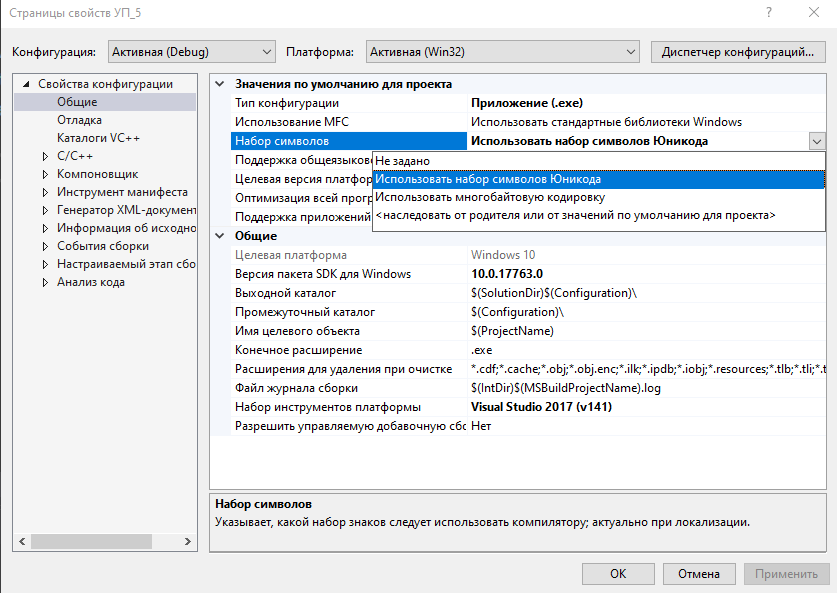 Страницы свойств УП_5
Конфигурация: Активная (Debug) Платформа: Активная (Win32) Диспетчер конфигураций...
Свойства конфигурации
Общие
Отладка
Каталоги VC++
C/C++
Компоновщик
Инструмент манифеста
Генератор XML-документ
Информация об исходно
События сборки
Настраиваемый этап сбо
Анализ кода
Значения по умолчанию для проекта
Тип конфигурации Приложение (.exe)
Использование MFC Использовать стандартные библиотеки Windows
Набор символов Использовать набор символов Юникода
Поддержка общеязыково
Целевая версия платфор
Оптимизация всей прогр
Поддержка приложений
Не задано
Использовать набор символов Юникода
Использовать многобайтовую кодировку
<наследовать от родителя или от значений по умолчанию для проекта>
Общие
Целевая платформа Windows 10
Версия пакета SDK для Windows 10.0.17763.0
Выходной каталог $(SolutionDir)$(Configuration)\
Промежуточный каталог $(Configuration)\
Имя целевого объекта $(ProjectName)
Конечное расширение .exe
Расширения для удаления при очистке *.cdf;*.cache;*.obj;*.obj.enc;*.ilk;*.ipdb;*.iobj;*.resources;*.tlb;*.tli;*.t
Файл журнала сборки $(IntDir)$(MSBuildProjectName).log
Набор инструментов платформы Visual Studio 2017 (v141)
Разрешить управляемую добавочную сбо Нет
Набор символов
Указывает, какой набор знаков следует использовать компилятору; актуально при локализации.
ОК Отмена Применить